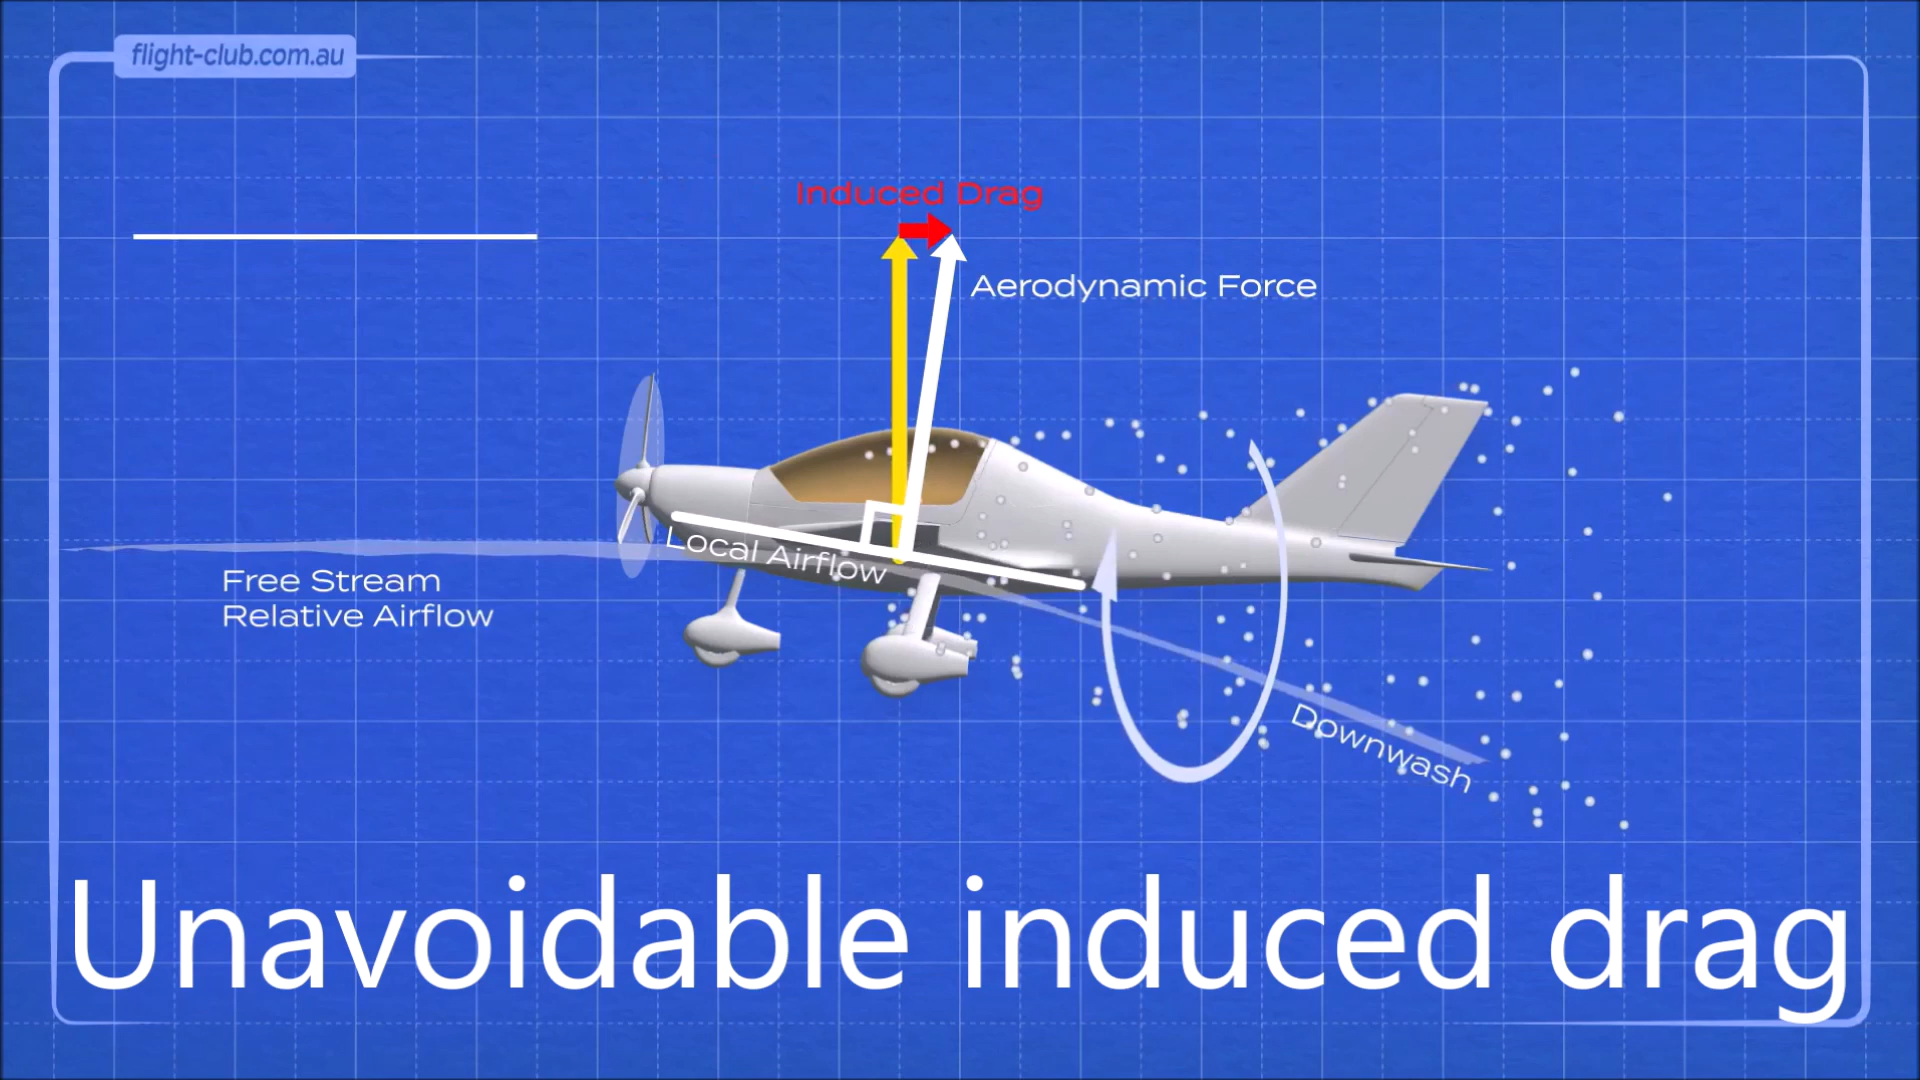 flight-club.com.au
Induced Drag
Aerodynamic Force
Local Airflow
Free Stream
Relative Airflow
Downwash
Unavoidable induced drag